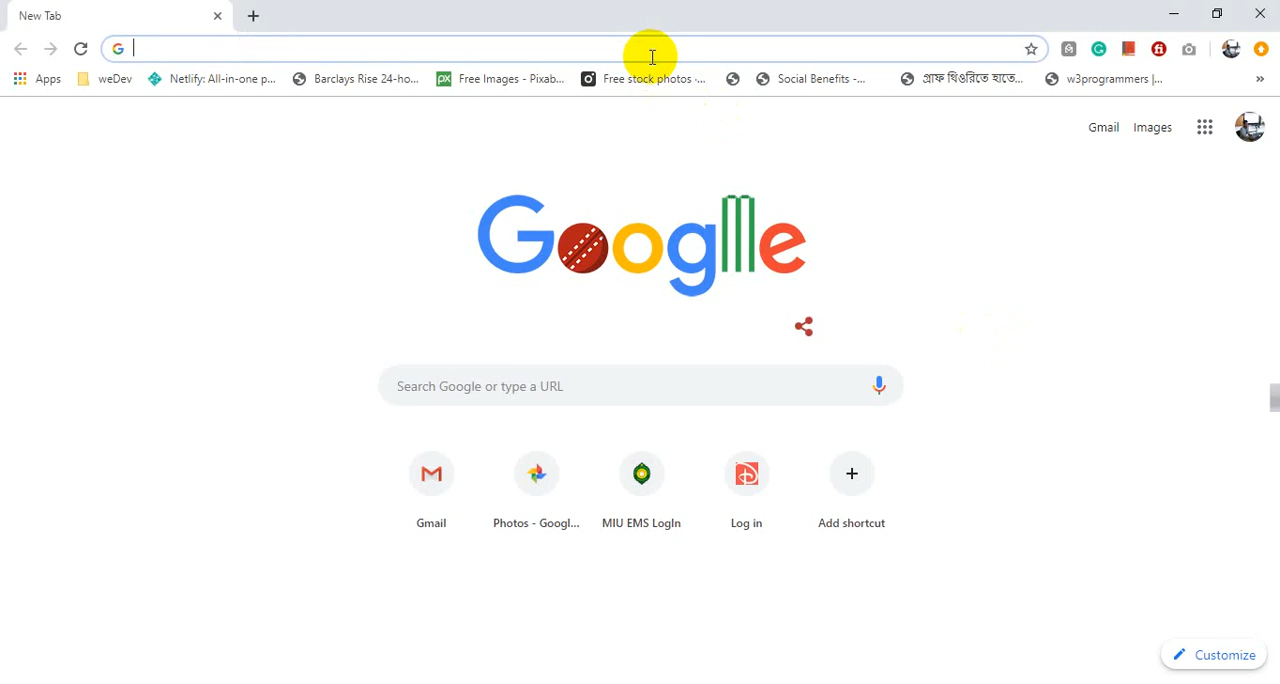 New Tab
Apps weDev Netlify: All-in-one p... Barclays Rise 24-ho... Free Images - Pixab... Free stock photos ·... Social Benefits -... গ্রাফ থিওরিতে হাতে... w3programmers |... »
Gmail Images
Googlle
Search Google or type a URL
Gmail Photos - Googl... MIU EMS LogIn Log in Add shortcut
Customize